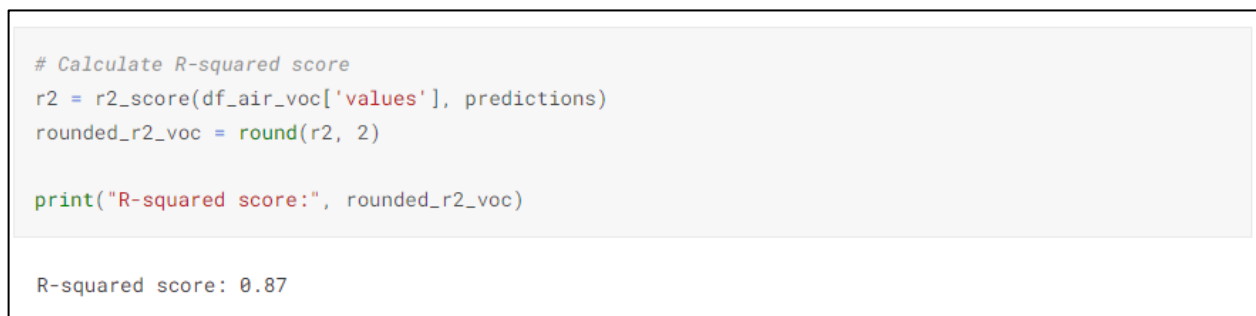 # Calculate R-squared score
r2 = r2_score(df_air_voc['values'], predictions)
rounded_r2_voc = round(r2, 2)
print("R-squared score:", rounded_r2_voc)
R-squared score: 0.87